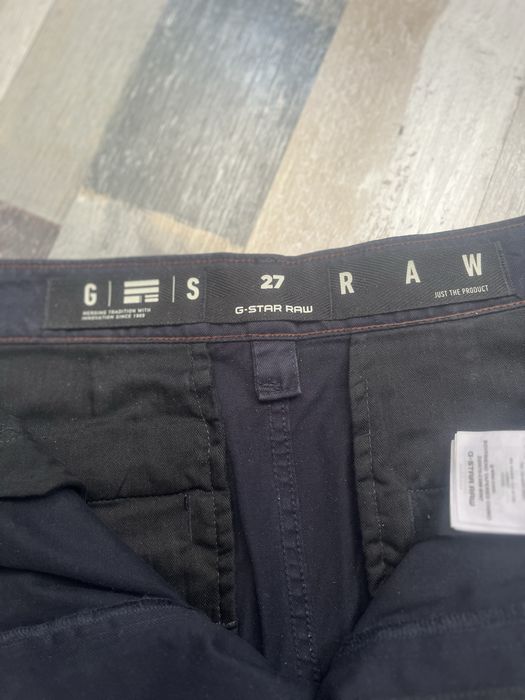 G S 27 R A W
G-STAR RAW
JUST THE PRODUCT
MERGING TRADITION WITH
INNOVATION SINCE 1989
G-STAR RAW